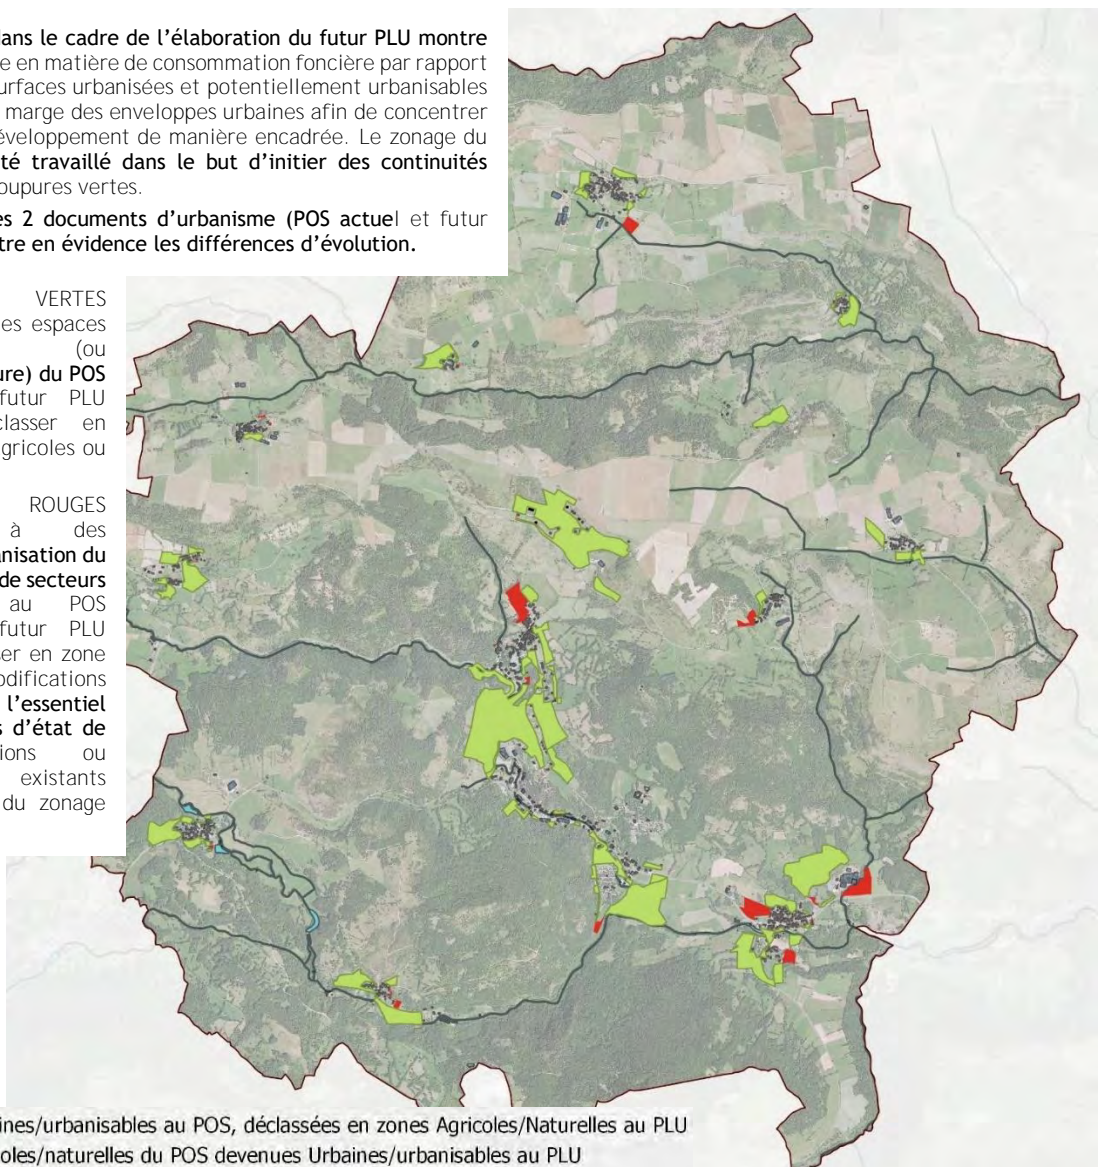 dans le cadre de l’élaboration du futur PLU montre
e en matière de consommation foncière par rapport
surfaces urbanisées et potentiellement urbanisables
marge des enveloppes urbaines afin de concentrer
développement de manière encadrée. Le zonage du
té travaillé dans le but d’initier des continuités
oupures vertes.
es 2 documents d’urbanisme (POS actuel et futur
ttre en évidence les différences d’évolution.
VERTES
es espaces
(ou
ure) du POS
futur PLU
classer en
gricoles ou
ROUGES
à des
anisation du
de secteurs
au POS
futur PLU
ser en zone
odifications
l’essentiel
s d’état de
ions ou
existants
du zonage
ines/urbanisables au POS, déclassées en zones Agricoles/Naturelles au PLU
oles/naturelles du POS devenues Urbaines/urbanisables au PLU